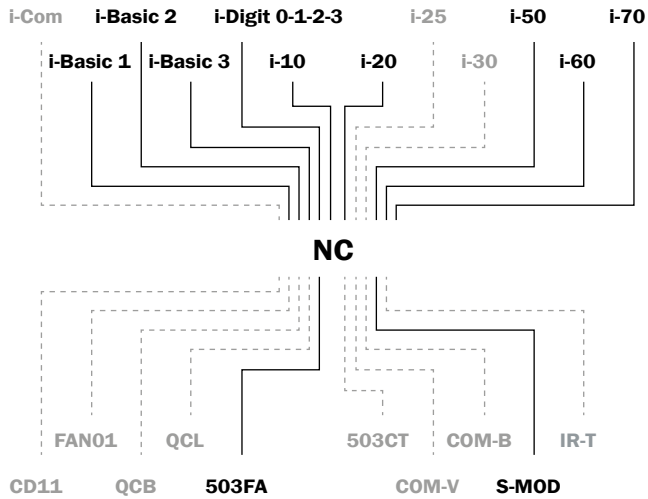 i-Com i-Basic 2 i-Digit 0-1-2-3 i-25 i-50 i-70
i-Basic 1 i-Basic 3 i-10 i-20 i-30 i-60
NC
FAN01 QCL 503CT COM-B IR-T
CD11 QCB 503FA COM-V S-MOD